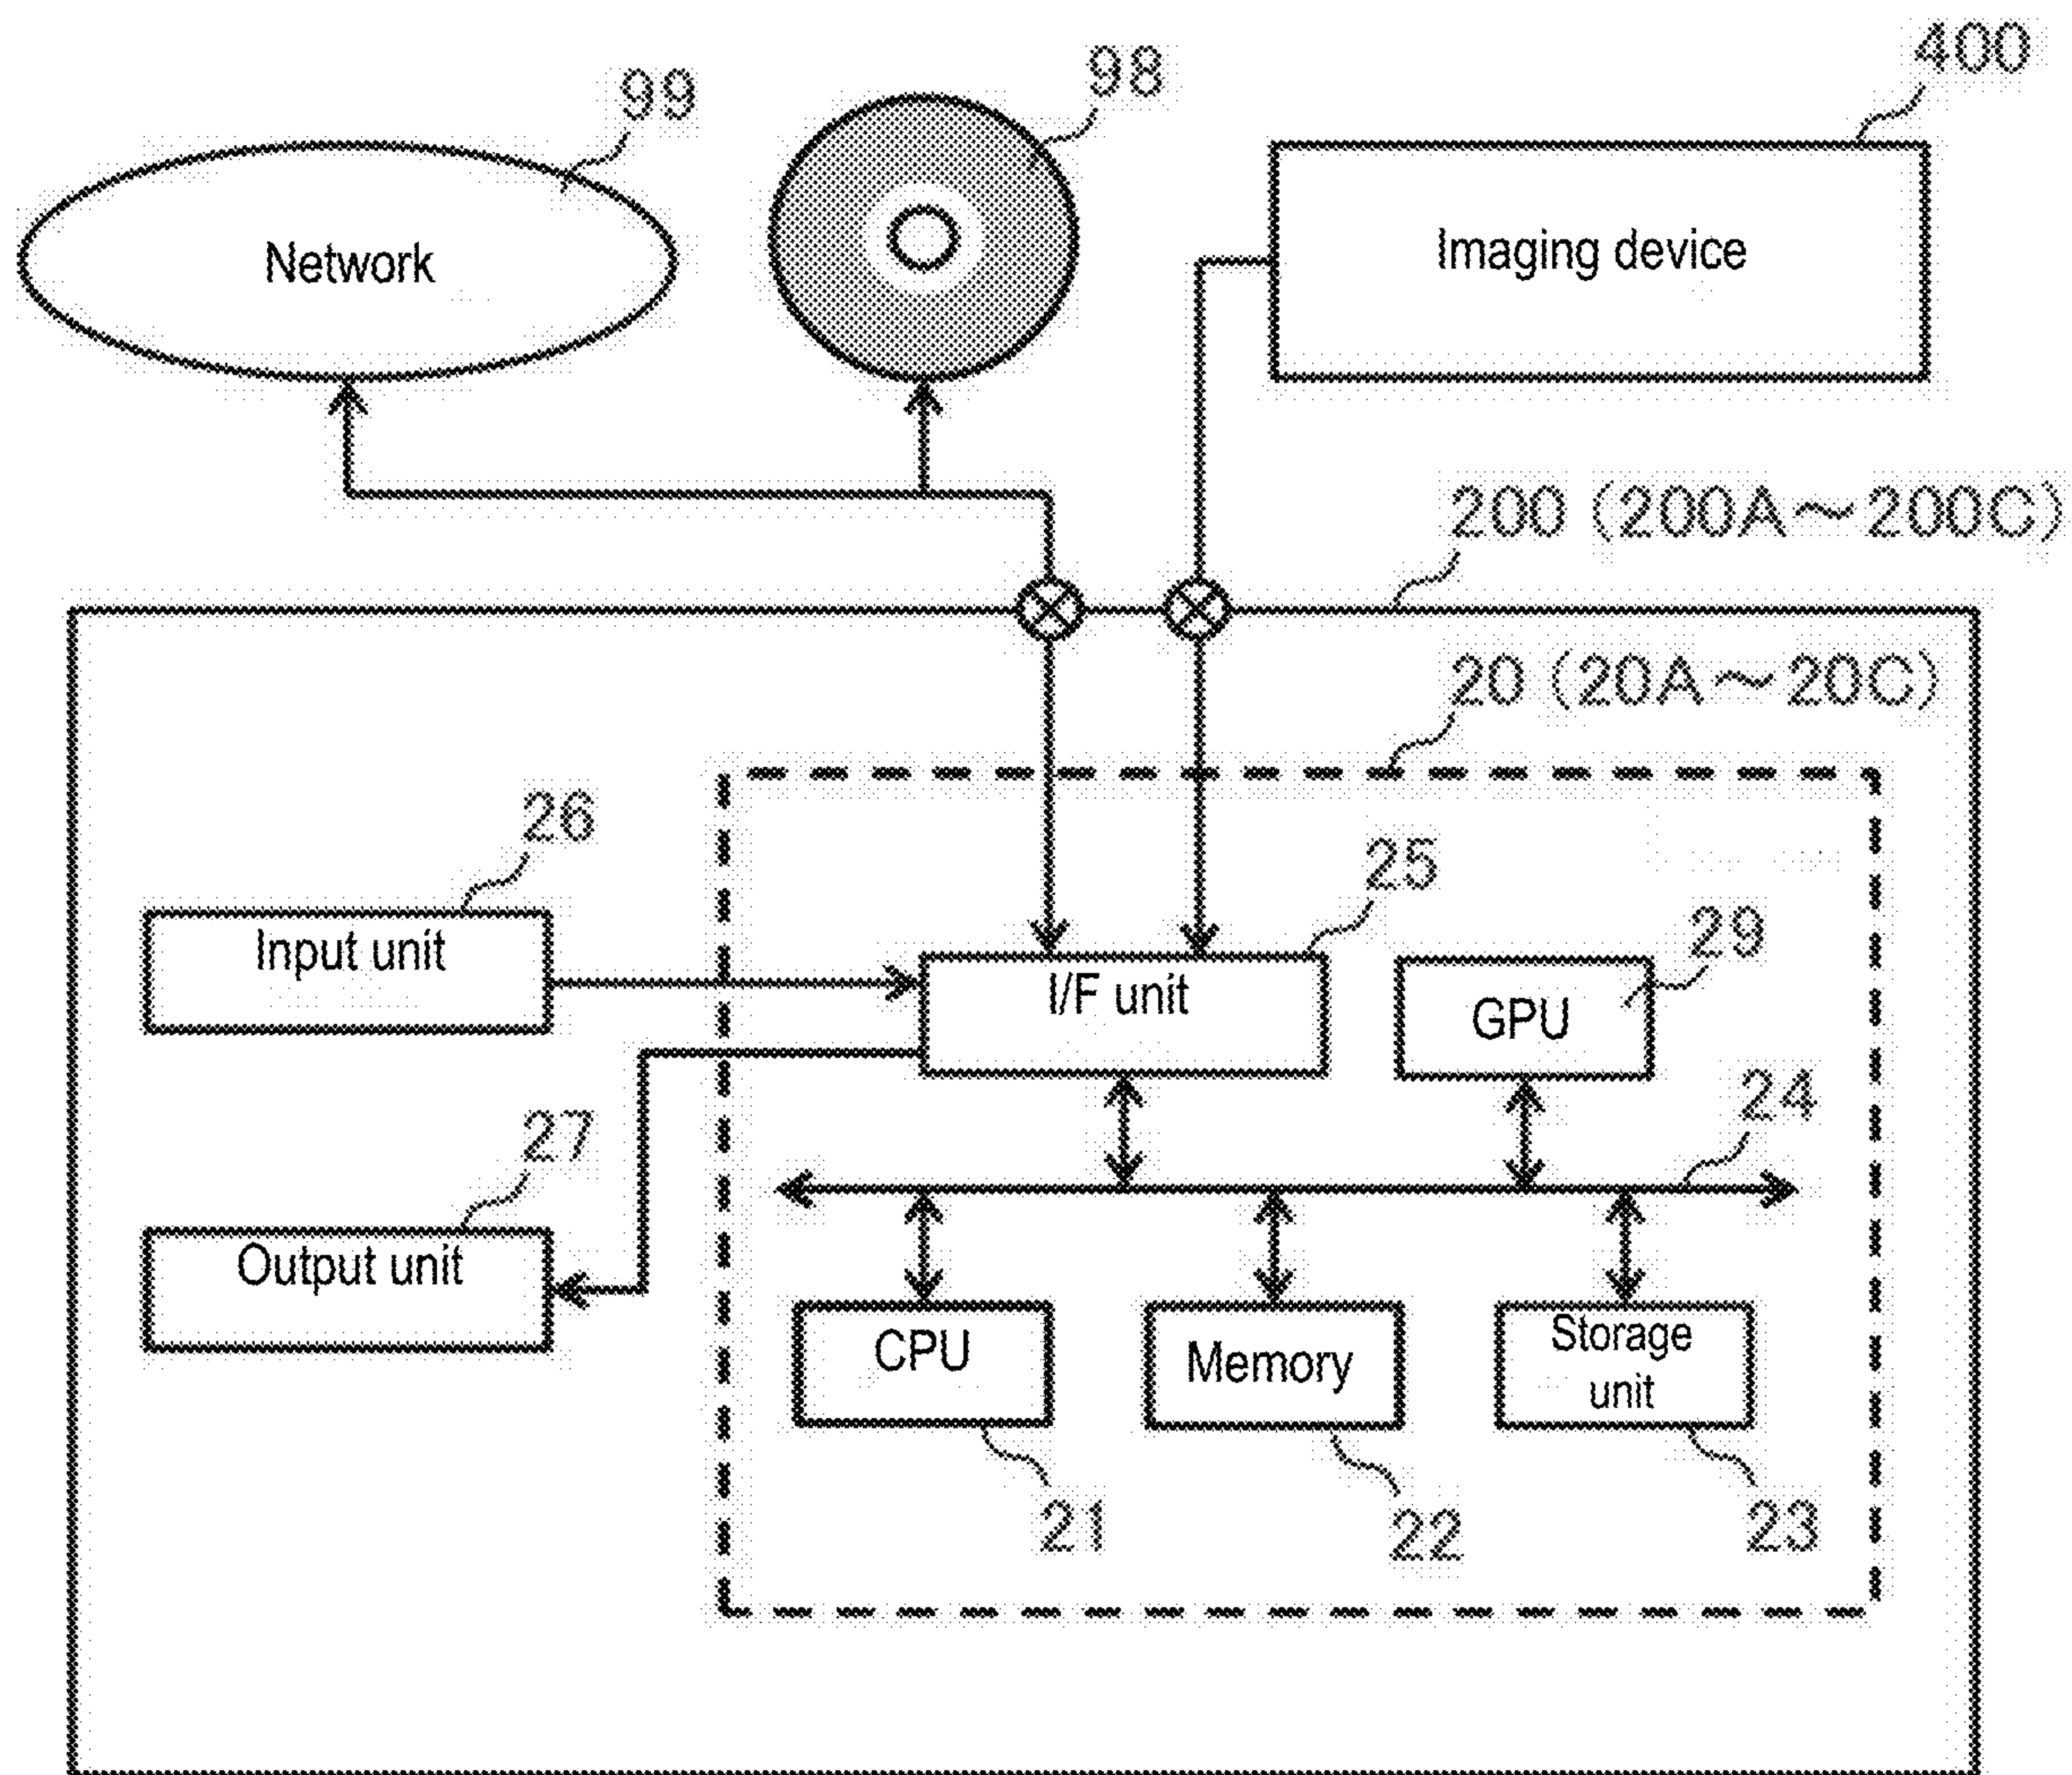 400
98
99
Network
Imaging device
200 (200A～200C)
20 (20A～20C)
26
25
Input unit
29
I/F unit
GPU
24
27
Output unit
CPU
Memory
Storage
unit
21
22
23